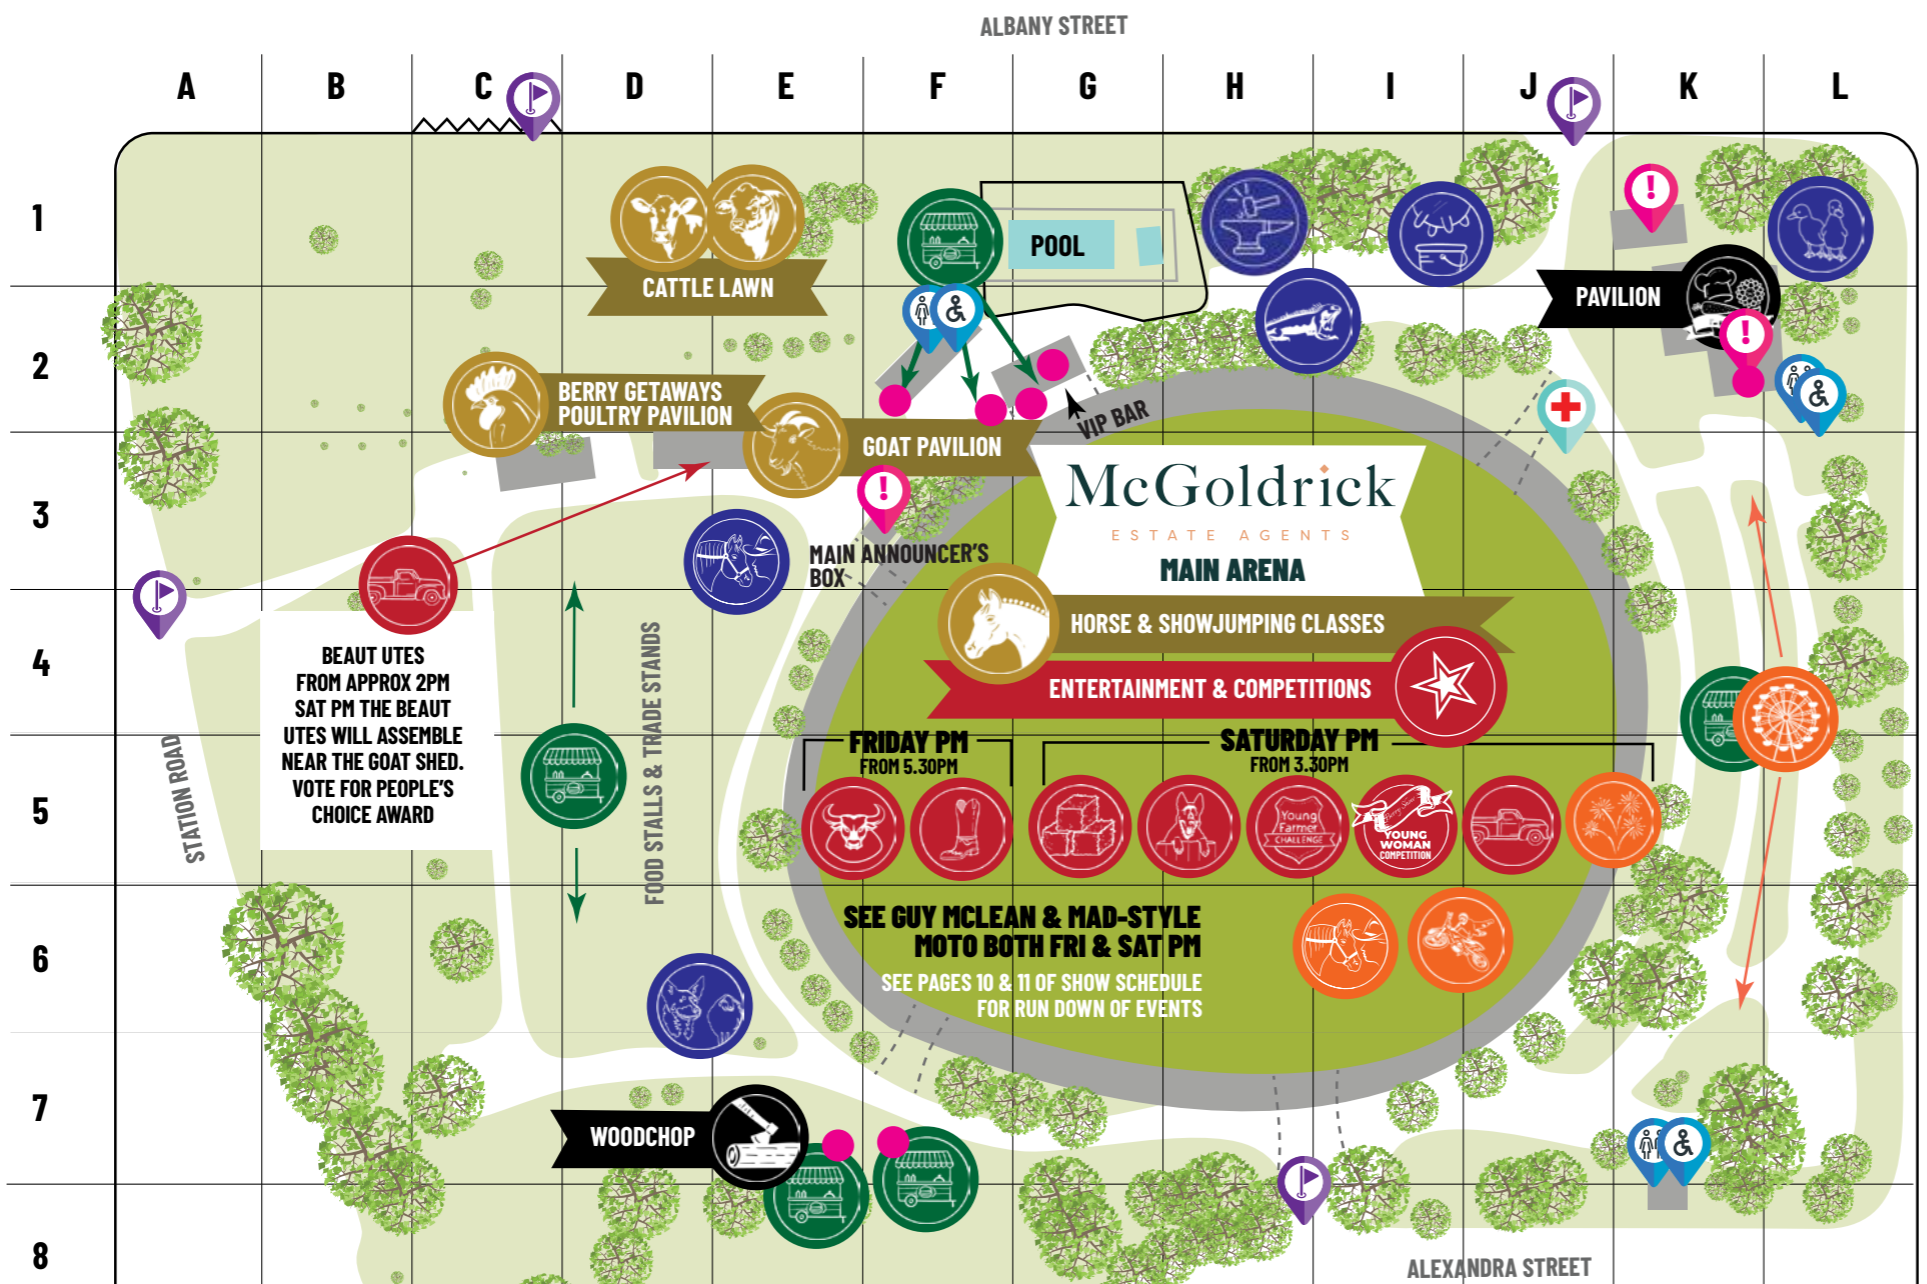 ALBANY STREET
A B C D E F G H I J K L
1
POOL
CATTLE LAWN
PAVILION
2
BERRY GETAWAYS
POULTRY PAVILION
VIP BAR
GOAT PAVILION
McGoldrick
ESTATE AGENTS
MAIN ARENA
3
MAIN ANNOUNCER'S
BOX
HORSE & SHOWJUMPING CLASSES
4
BEAUT UTES
FROM APPROX 2PM
SAT PM THE BEAUT
UTES WILL ASSEMBLE
NEAR THE GOAT SHED.
VOTE FOR PEOPLE'S
CHOICE AWARD
FOOD STALLS & TRADE STANDS
ENTERTAINMENT & COMPETITIONS
STATION ROAD
FRIDAY PM
FROM 5.30PM
SATURDAY PM
FROM 3.30PM
5
Young
Farmer
CHALLENGE
YOUNG
WOMAN
COMPETITION
SEE GUY MCLEAN & MAD-STYLE
MOTO BOTH FRI & SAT PM
6
SEE PAGES 10 & 11 OF SHOW SCHEDULE
FOR RUN DOWN OF EVENTS
7
WOODCHOP
8
ALEXANDRA STREET